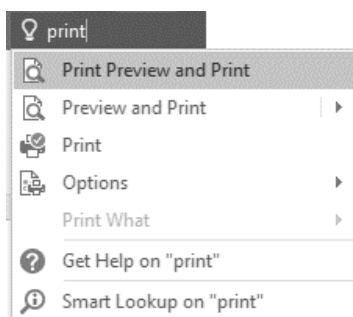 print
Print Preview and Print
Preview and Print
Print
Options
Print What
Get Help on "print"
Smart Lookup on "print"